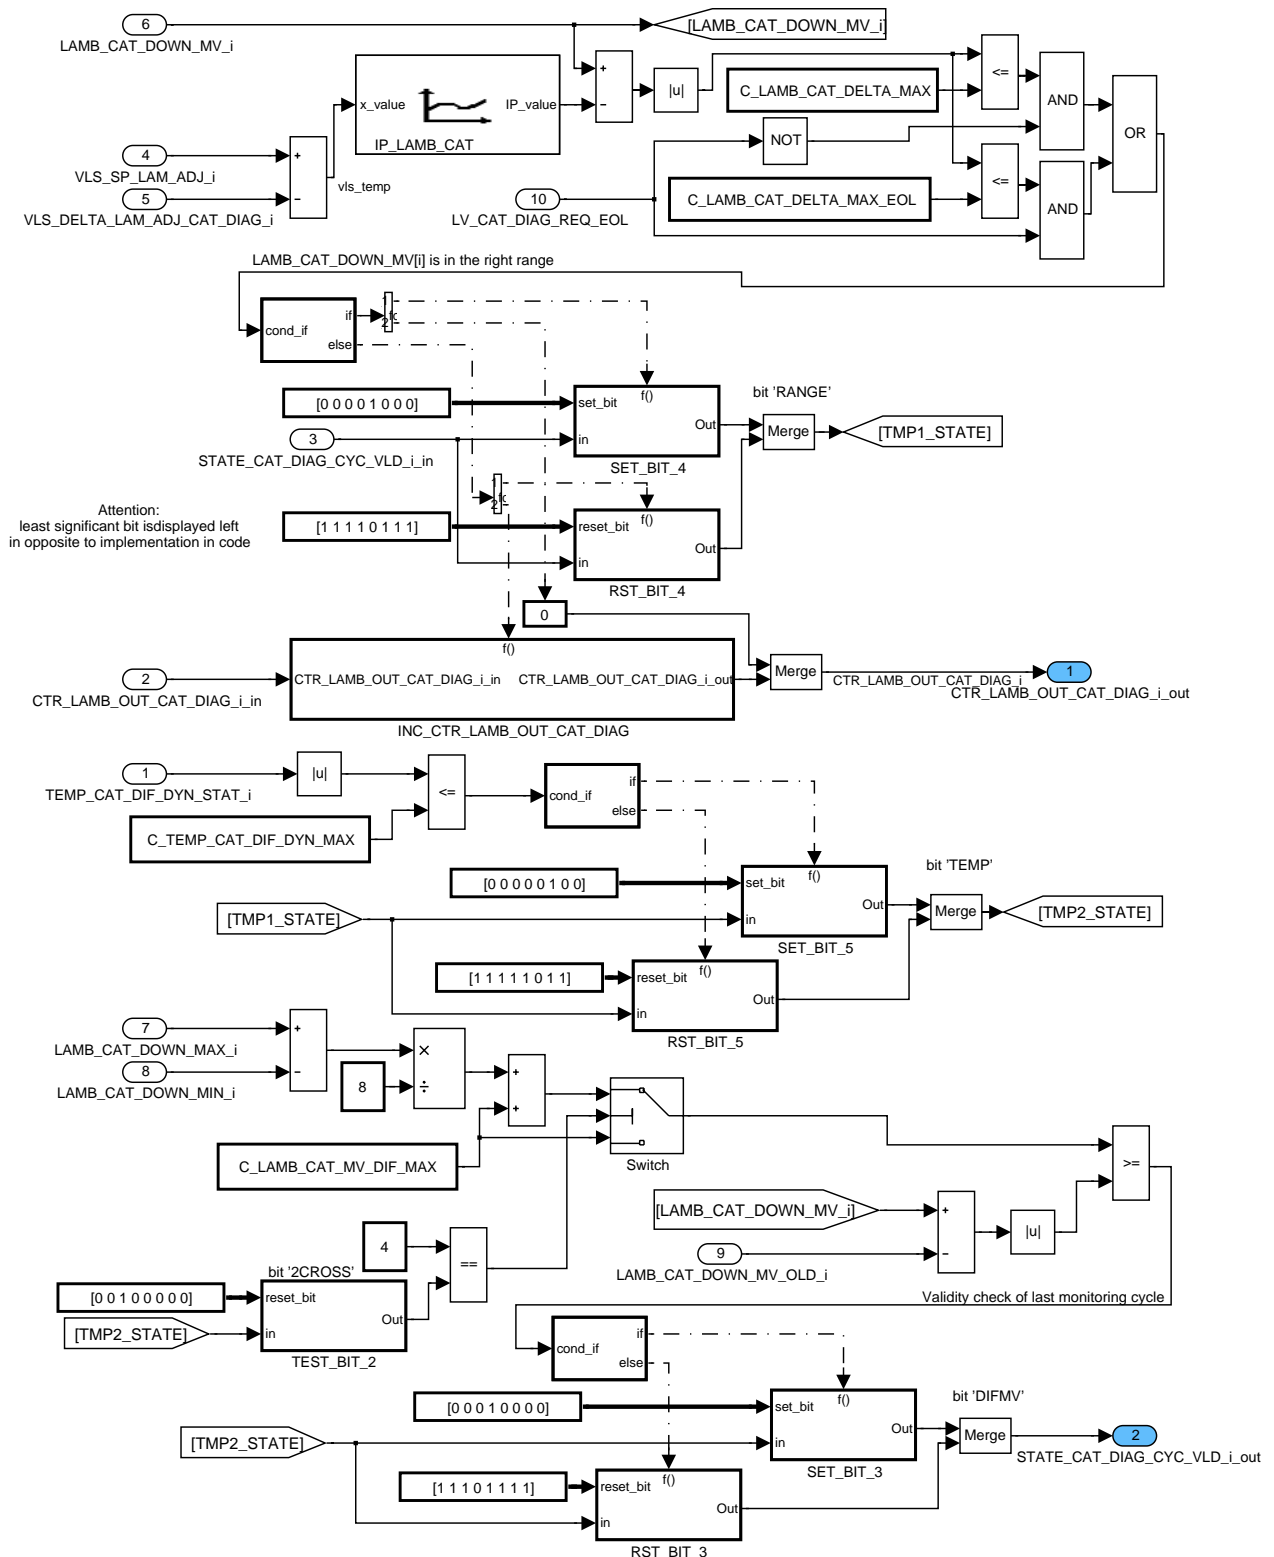 6
LAMB_CAT_DOWN_MV_i
[LAMB_CAT_DOWN_MV_i]
x_value
IP_value
IP_LAMB_CAT
+
−
|u|
C_LAMB_CAT_DELTA_MAX
<=
AND
OR
NOT
4
VLS_SP_LAM_ADJ_i
5
VLS_DELTA_LAM_ADJ_CAT_DIAG_i
+
−
vls_temp
10
LV_CAT_DIAG_REQ_EOL
C_LAMB_CAT_DELTA_MAX_EOL
<=
AND
LAMB_CAT_DOWN_MV[i] is in the right range
cond_if
if
else
1
2
fc
[0 0 0 0 1 0 0 0]
set_bit
f()
in
Out
SET_BIT_4
bit 'RANGE'
Merge
[TMP1_STATE]
3
STATE_CAT_DIAG_CYC_VLD_i_in
1
2
fc
Attention:
least significant bit isdisplayed left
in opposite to implementation in code
[1 1 1 1 0 1 1 1]
reset_bit
f()
in
Out
RST_BIT_4
0
2
CTR_LAMB_OUT_CAT_DIAG_i_in
f()
CTR_LAMB_OUT_CAT_DIAG_i_in
CTR_LAMB_OUT_CAT_DIAG_i_out
INC_CTR_LAMB_OUT_CAT_DIAG
Merge
CTR_LAMB_OUT_CAT_DIAG_i
1
CTR_LAMB_OUT_CAT_DIAG_i_out
1
TEMP_CAT_DIF_DYN_STAT_i
|u|
<=
C_TEMP_CAT_DIF_DYN_MAX
cond_if
if
else
[0 0 0 0 0 1 0 0]
set_bit
f()
in
Out
SET_BIT_5
bit 'TEMP'
Merge
[TMP2_STATE]
[TMP1_STATE]
[1 1 1 1 1 0 1 1]
reset_bit
f()
in
Out
RST_BIT_5
7
LAMB_CAT_DOWN_MAX_i
8
LAMB_CAT_DOWN_MIN_i
+
−
8
×
÷
+
+
C_LAMB_CAT_MV_DIF_MAX
Switch
>=
[LAMB_CAT_DOWN_MV_i]
9
LAMB_CAT_DOWN_MV_OLD_i
+
−
|u|
4
==
bit '2CROSS'
[0 0 1 0 0 0 0 0]
reset_bit
[TMP2_STATE]
in
Out
TEST_BIT_2
Validity check of last monitoring cycle
cond_if
if
else
[0 0 0 1 0 0 0 0]
set_bit
f()
in
Out
SET_BIT_3
bit 'DIFMV'
Merge
2
STATE_CAT_DIAG_CYC_VLD_i_out
[TMP2_STATE]
[1 1 1 0 1 1 1 1]
reset_bit
f()
in
Out
RST_BIT_3